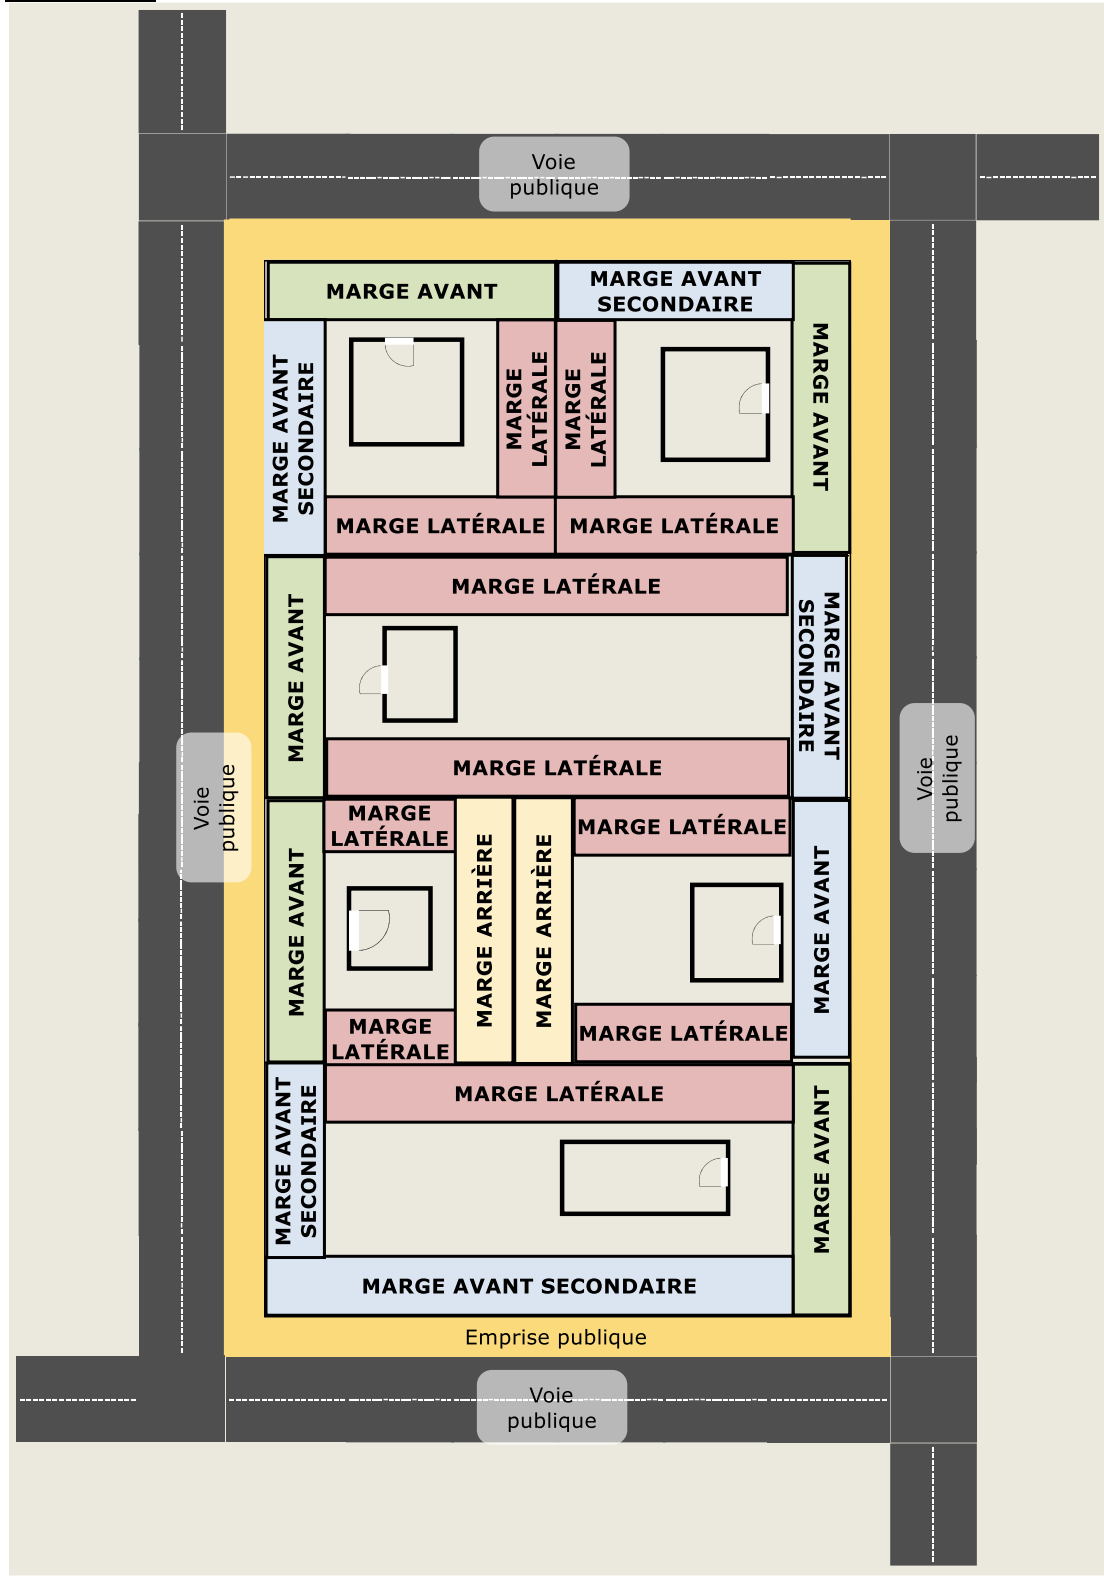 Voie
publique
MARGE AVANT
MARGE AVANT
SECONDAIRE
MARGE AVANT
SECONDAIRE
MARGE
LATÉRALE
MARGE
LATÉRALE
MARGE AVANT
MARGE LATÉRALE
MARGE LATÉRALE
MARGE LATÉRALE
MARGE AVANT
MARGE AVANT
SECONDAIRE
MARGE LATÉRALE
Voie
publique
Voie
publique
MARGE
LATÉRALE
MARGE LATÉRALE
MARGE AVANT
MARGE ARRIÈRE
MARGE ARRIÈRE
MARGE AVANT
MARGE
LATÉRALE
MARGE LATÉRALE
MARGE LATÉRALE
MARGE AVANT
SECONDAIRE
MARGE AVANT
MARGE AVANT SECONDAIRE
Emprise publique
Voie
publique